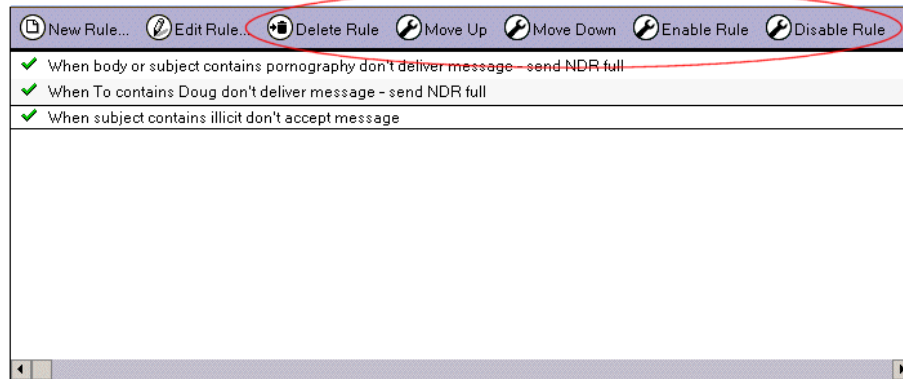 New Rule... Edit Rule... Delete Rule Move Up Move Down Enable Rule Disable Rule
When body or subject contains pornography don't deliver message - send NDR full
When To contains Doug don't deliver message - send NDR full
When subject contains illicit don't accept message